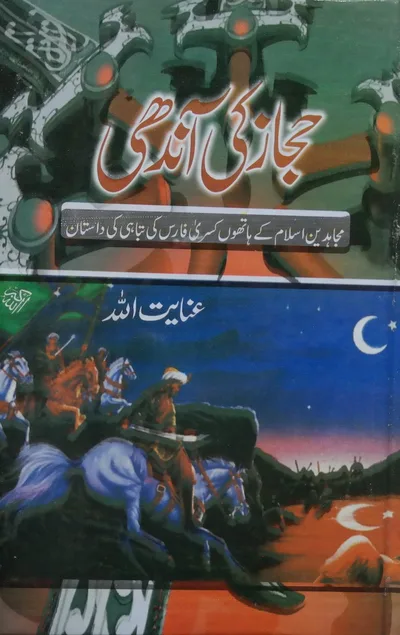 حجاز کی آندھی
مجاہدین اسلام کے ہاتھوں کسریٰ فارس کی تباہی کی داستان
عنایت اللہ